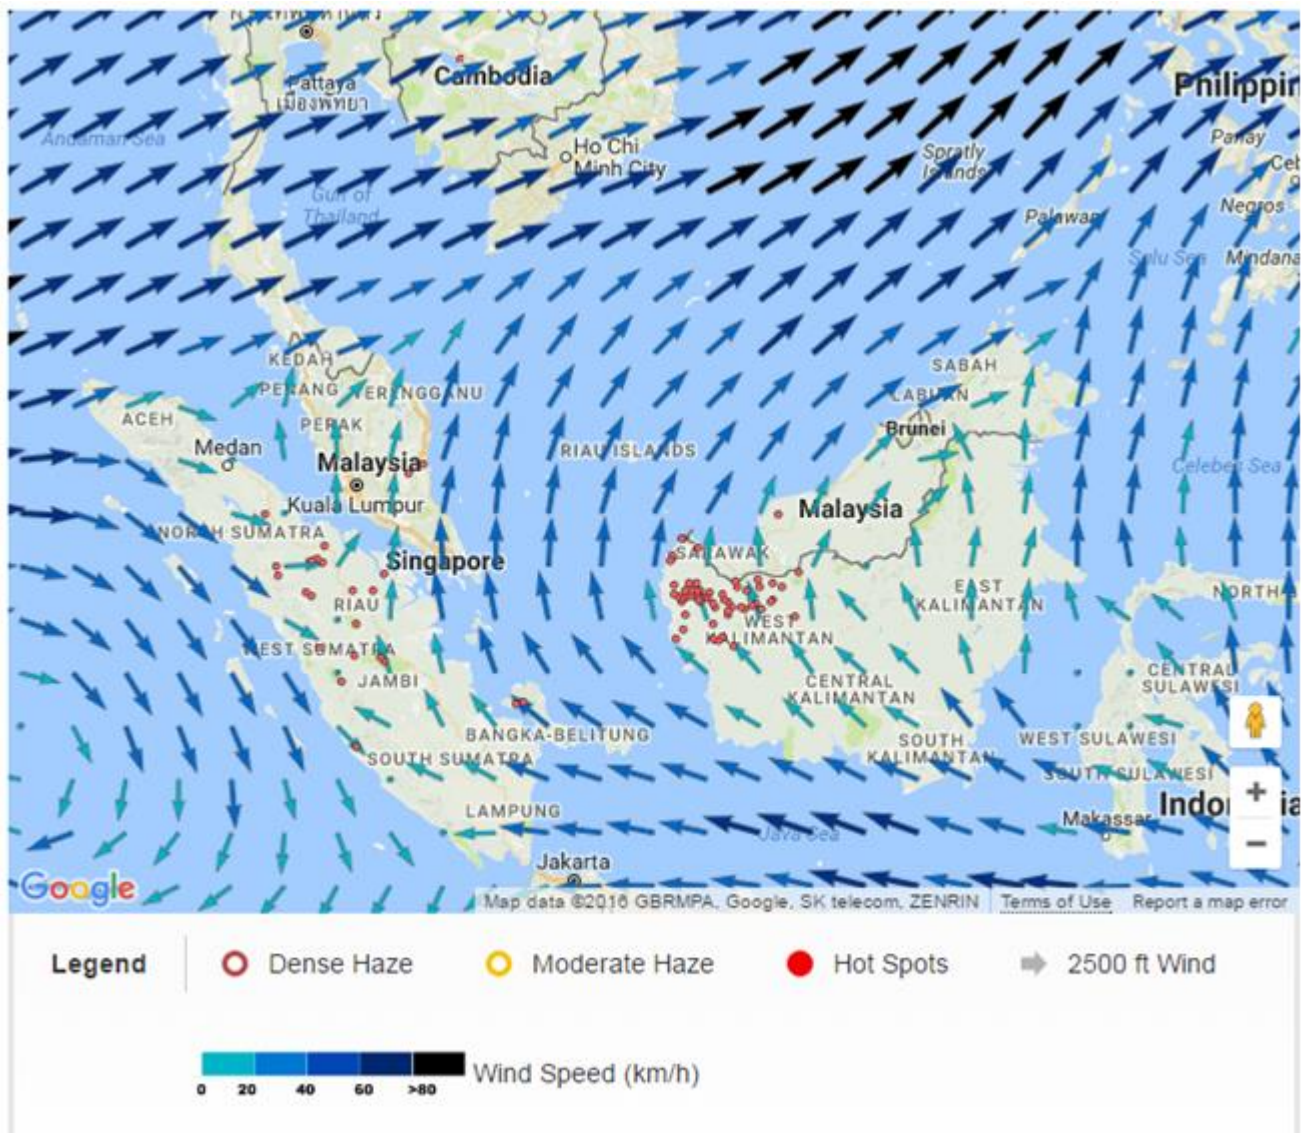 Cambodia
Pattaya
เมืองพัทยา
Philippin
Andaman Sea
Ho Chi
Minh City
Panay
Spratly
Islands
Ceb
Gulf of
Thailand
Palawan
Negros
Sulu Sea
Mindana
KEDAH
PENANG
TERENGGANU
SABAH
LABUAN
ACEH
PERAK
Brunei
Medan
Malaysia
RIAU ISLANDS
Celebes Sea
Kuala Lumpur
Malaysia
NORTH SUMATRA
Singapore
SARAWAK
RIAU
EAST
KALIMANTAN
NORTH
WEST
KALIMANTAN
WEST SUMATRA
JAMBI
CENTRAL
KALIMANTAN
CENTRAL
SULAWESI
BANGKA-BELITUNG
SOUTH
KALIMANTAN
WEST SULAWESI
SOUTH SUMATRA
SOUTH SULAWESI
LAMPUNG
Indonesia
Makassar
Java Sea
Jakarta
+
−
Google
Map data ©2016 GBRMPA, Google, SK telecom, ZENRIN Terms of Use Report a map error
Legend Dense Haze Moderate Haze Hot Spots 2500 ft Wind
Wind Speed (km/h)
0 20 40 60 >80